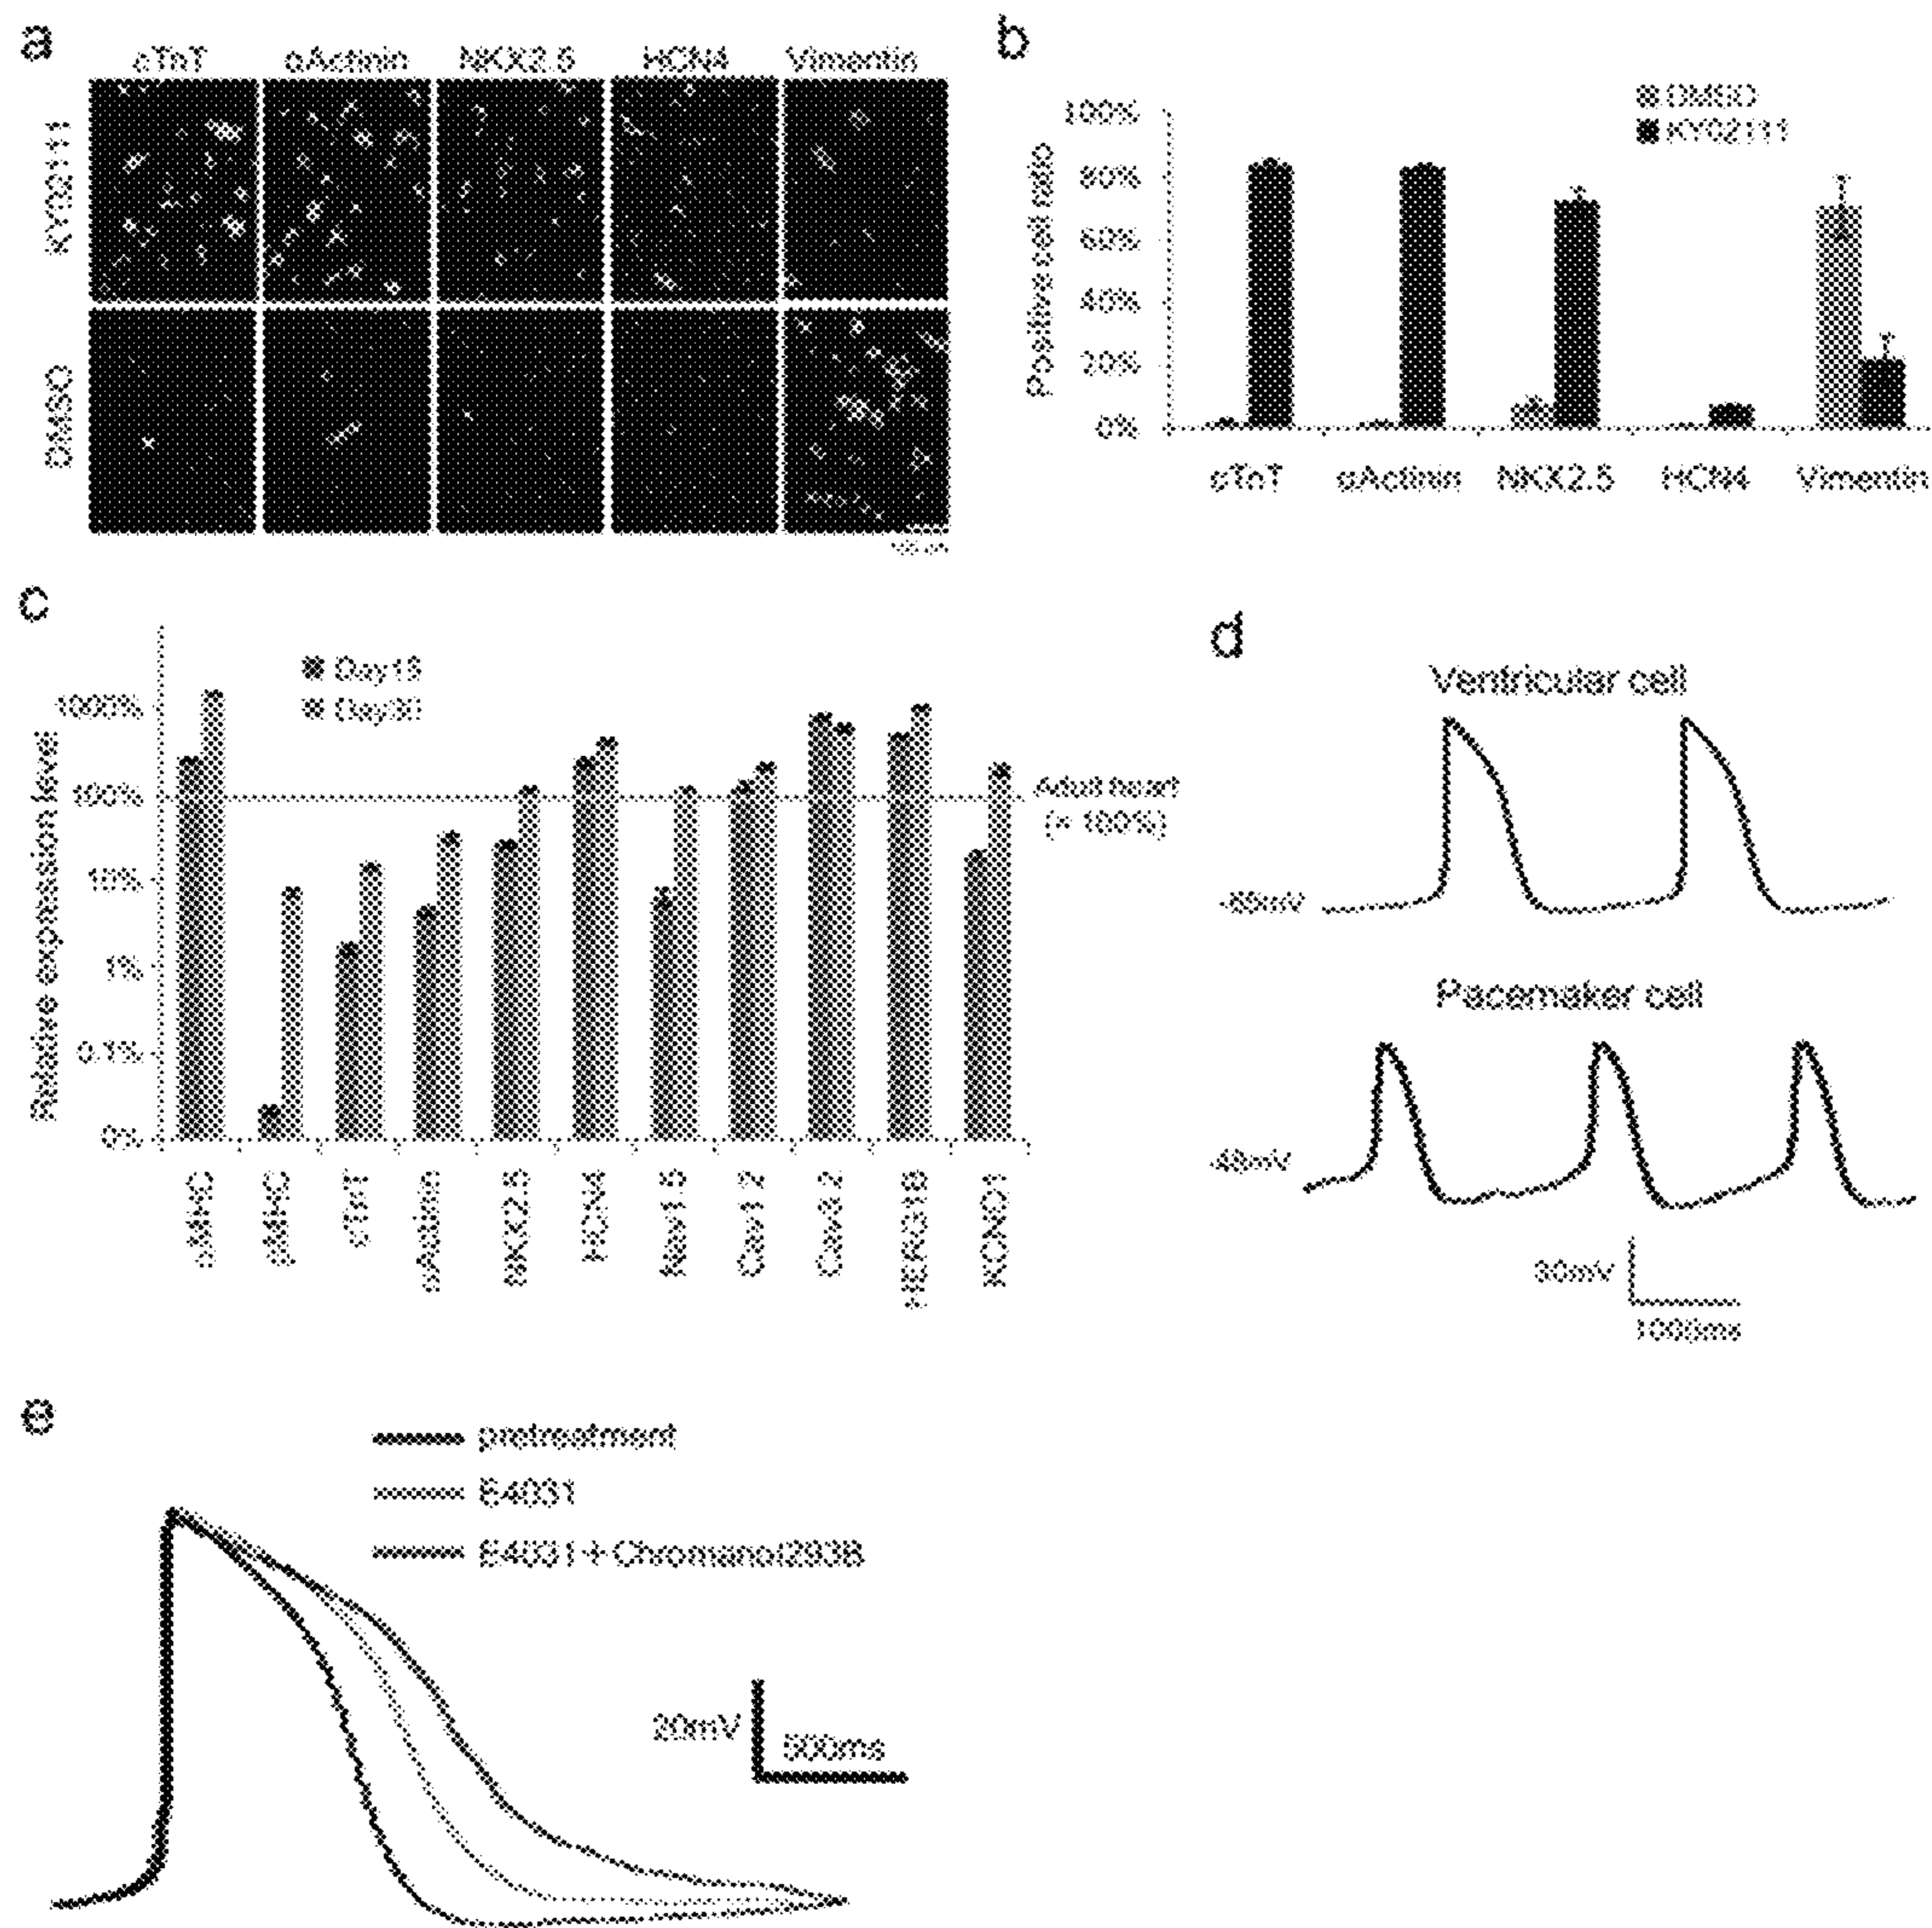 a
cTnT αActinin NKX2.5 HCN4 Vimentin
KY02111
DMSO
b
DMSO
KY02111
Positive cell ratio
100%
80%
60%
40%
20%
0%
cTnT αActinin NKX2.5 HCN4 Vimentin
c
Relative expression level
1000%
100%
10%
1%
0.1%
0%
Adult heart
(= 100%)
αMHC
βMHC
cTnT
αActinin
NKX2.5
HCN4
Nav1.5
Cav1.2
Cav3.2
HERG1b
KCNQ1
d
Ventricular cell
Pacemaker cell
1000ms
e
pretreatment
E4031
E4031+Chromanol293B
20mV
500ms